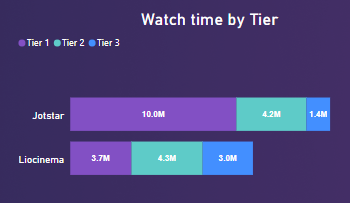 Watch time by Tier
Tier 1 Tier 2 Tier 3
Jotstar 10.0M 4.2M 1.4M
Liocinema 3.7M 4.3M 3.0M